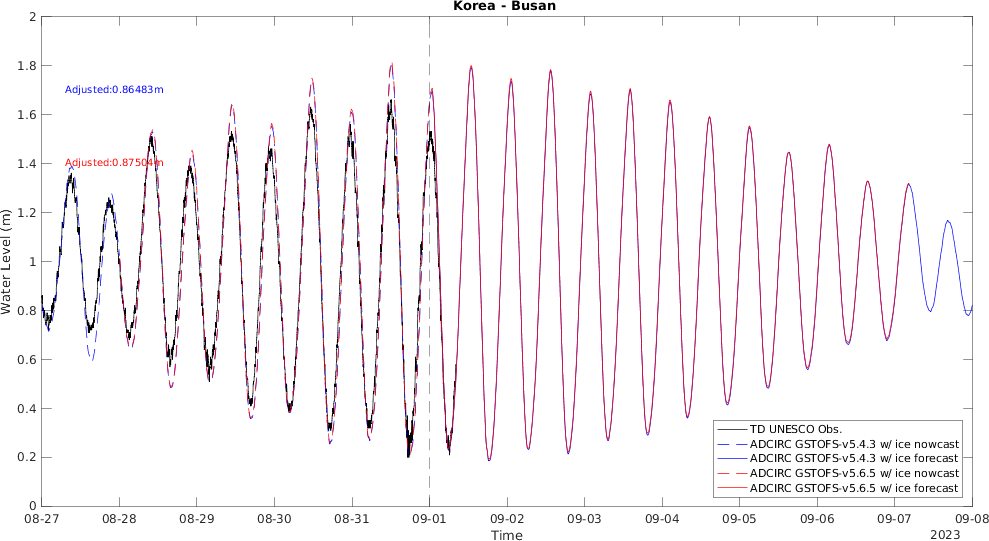 Korea - Busan
2
1.8
1.6
1.4
1.2
1
0.8
0.6
0.4
0.2
0
Water Level (m)
Adjusted:0.86483m
Adjusted:0.87504m
TD UNESCO Obs.
ADCIRC GSTOFS-v5.4.3 w/ ice nowcast
ADCIRC GSTOFS-v5.4.3 w/ ice forecast
ADCIRC GSTOFS-v5.6.5 w/ ice nowcast
ADCIRC GSTOFS-v5.6.5 w/ ice forecast
08-27 08-28 08-29 08-30 08-31 09-01 09-02 09-03 09-04 09-05 09-06 09-07 09-08
Time
2023